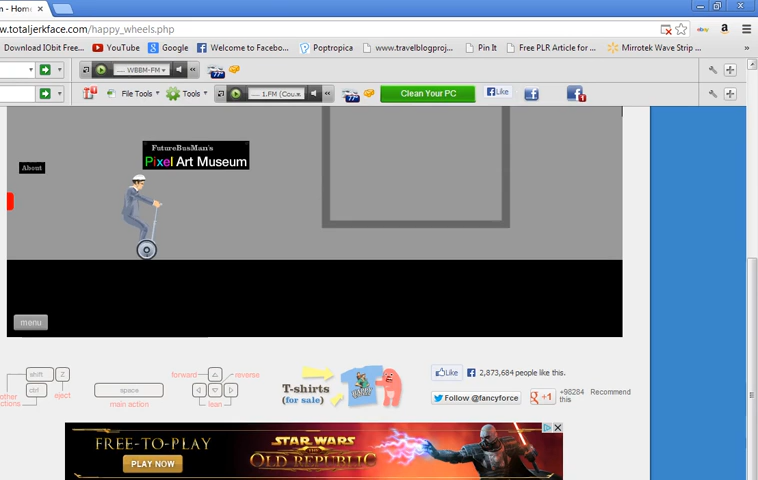 n - Hom
w.totaljerkface.com/happy_wheels.php
Download IObit Free... YouTube Google Welcome to Facebo... Poptropica www.travelblogproj... Pin It Free PLR Article for ... Mirrotek Wave Strip ... »
WBBM-FM 77°
File Tools Tools 1.FM (Cou... 77° Clean Your PC Like
FutureBusMan's
Pixel Art Museum
About
menu
shift Z
ctrl eject
other
ctions
space
main action
forward reverse
lean
T-shirts
(for sale)
Like 2,873,684 people like this.
Follow @fancyforce +1 +98284 Recommend this
FREE-TO-PLAY
PLAY NOW
STAR WARS
THE
OLD REPUBLIC